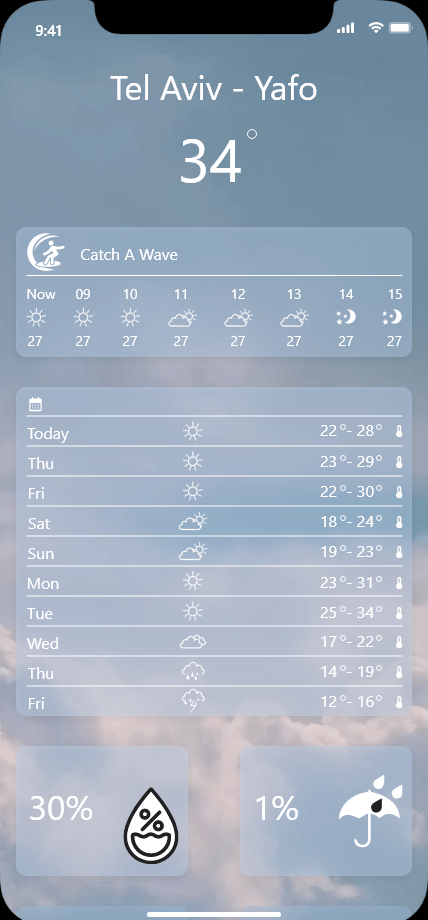 9:41
Tel Aviv - Yafo
34°
Catch A Wave
Now 09 10 11 12 13 14 15
27 27 27 27 27 27 27 27
Today 22°- 28°
Thu 23°- 29°
Fri 22°- 30°
Sat 18°- 24°
Sun 19°- 23°
Mon 23°- 31°
Tue 25°- 34°
Wed 17°- 22°
Thu 14°- 19°
Fri 12°- 16°
30% % 1%